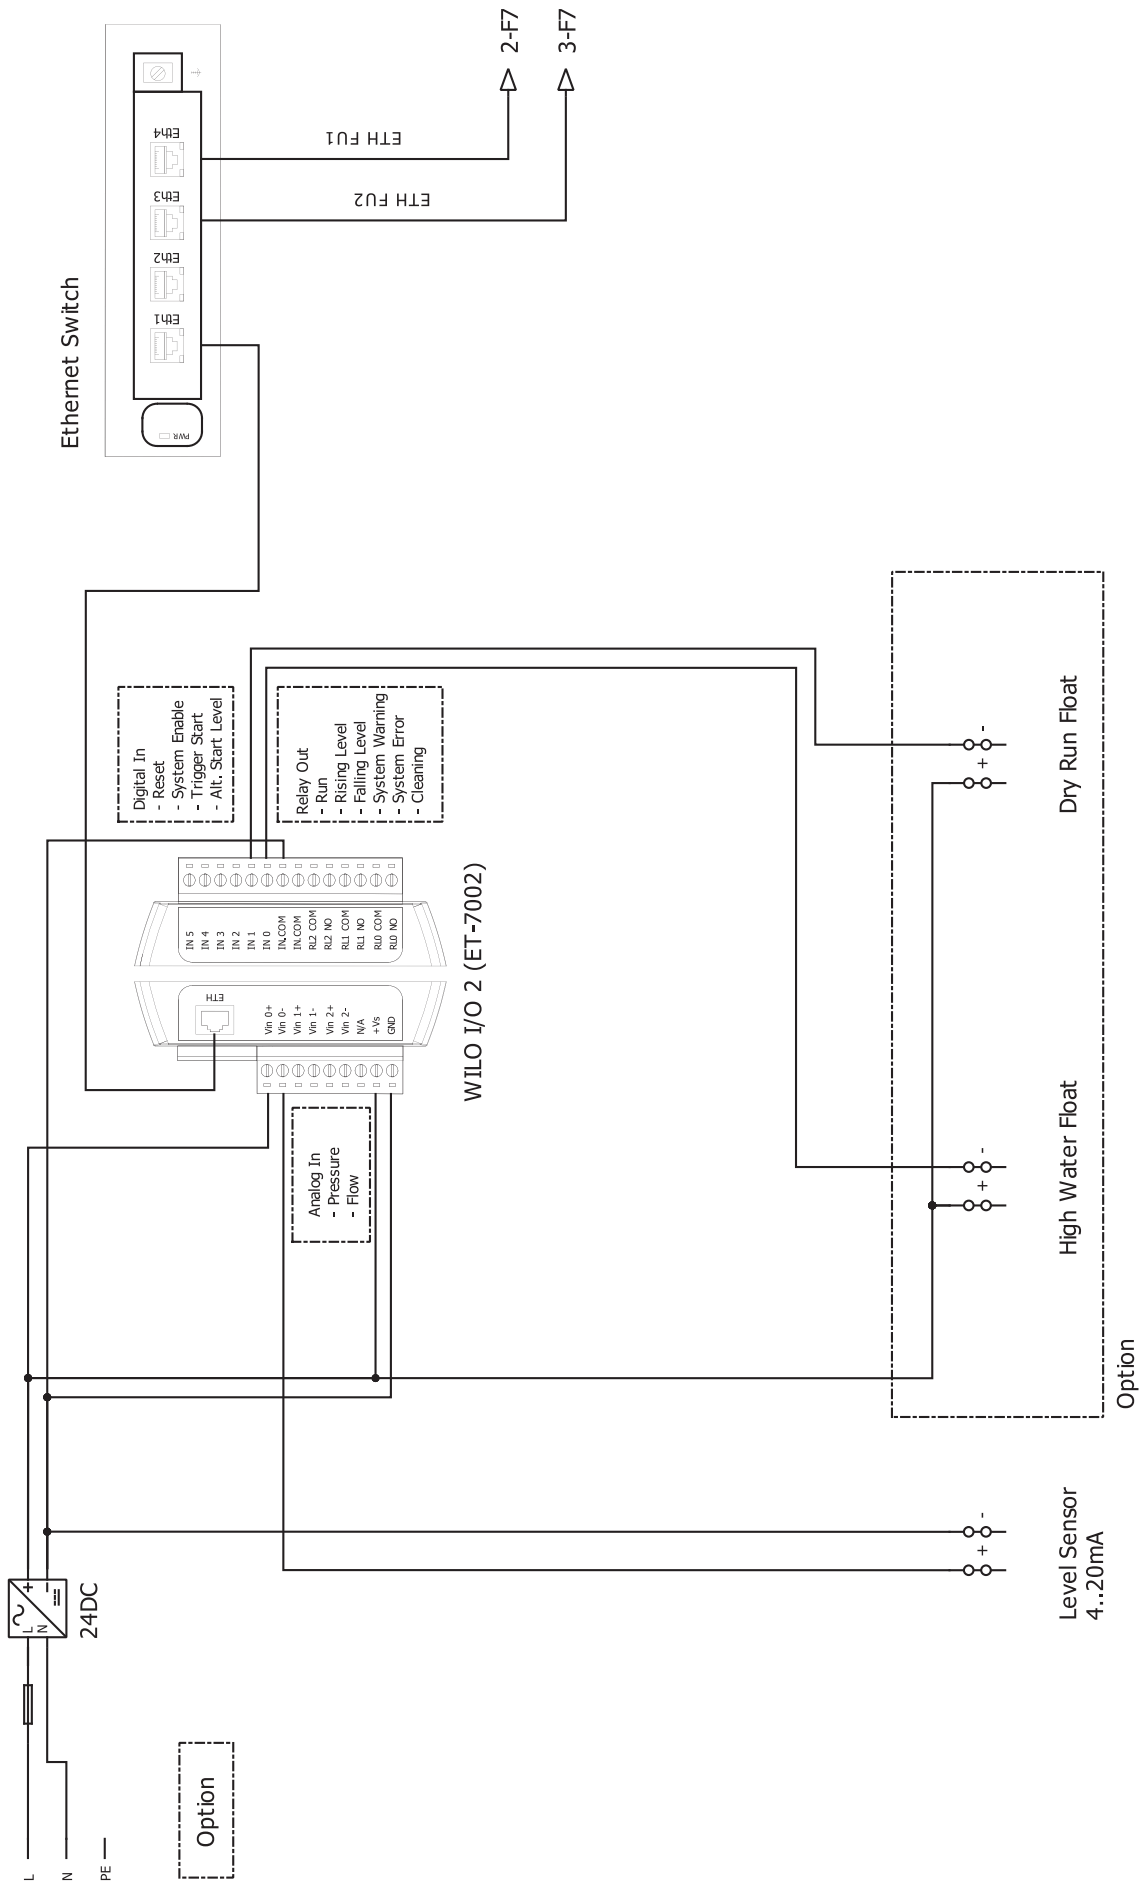 L
N
PE
Option
L
N
+
24DC
Level Sensor
4..20mA
+
-
Option
High Water Float
+
-
Dry Run Float
+
-
Analog In
- Pressure
- Flow
WILO I/O 2 (ET-7002)
ETH
Vin 0+
Vin 0-
Vin 1+
Vin 1-
Vin 2+
Vin 2-
N/A
+Vs
GND
IN 5
IN 4
IN 3
IN 2
IN 1
IN 0
IN.COM
IN.COM
RL2 COM
RL2 NO
RL1 COM
RL1 NO
RL0 COM
RL0 NO
Digital In
- Reset
- System Enable
- Trigger Start
- Alt. Start Level
Relay Out
- Run
- Rising Level
- Falling Level
- System Warning
- System Error
- Cleaning
Ethernet Switch
PWR
Eth1
Eth2
Eth3
Eth4
ETH FU1
ETH FU2
2-F7
3-F7